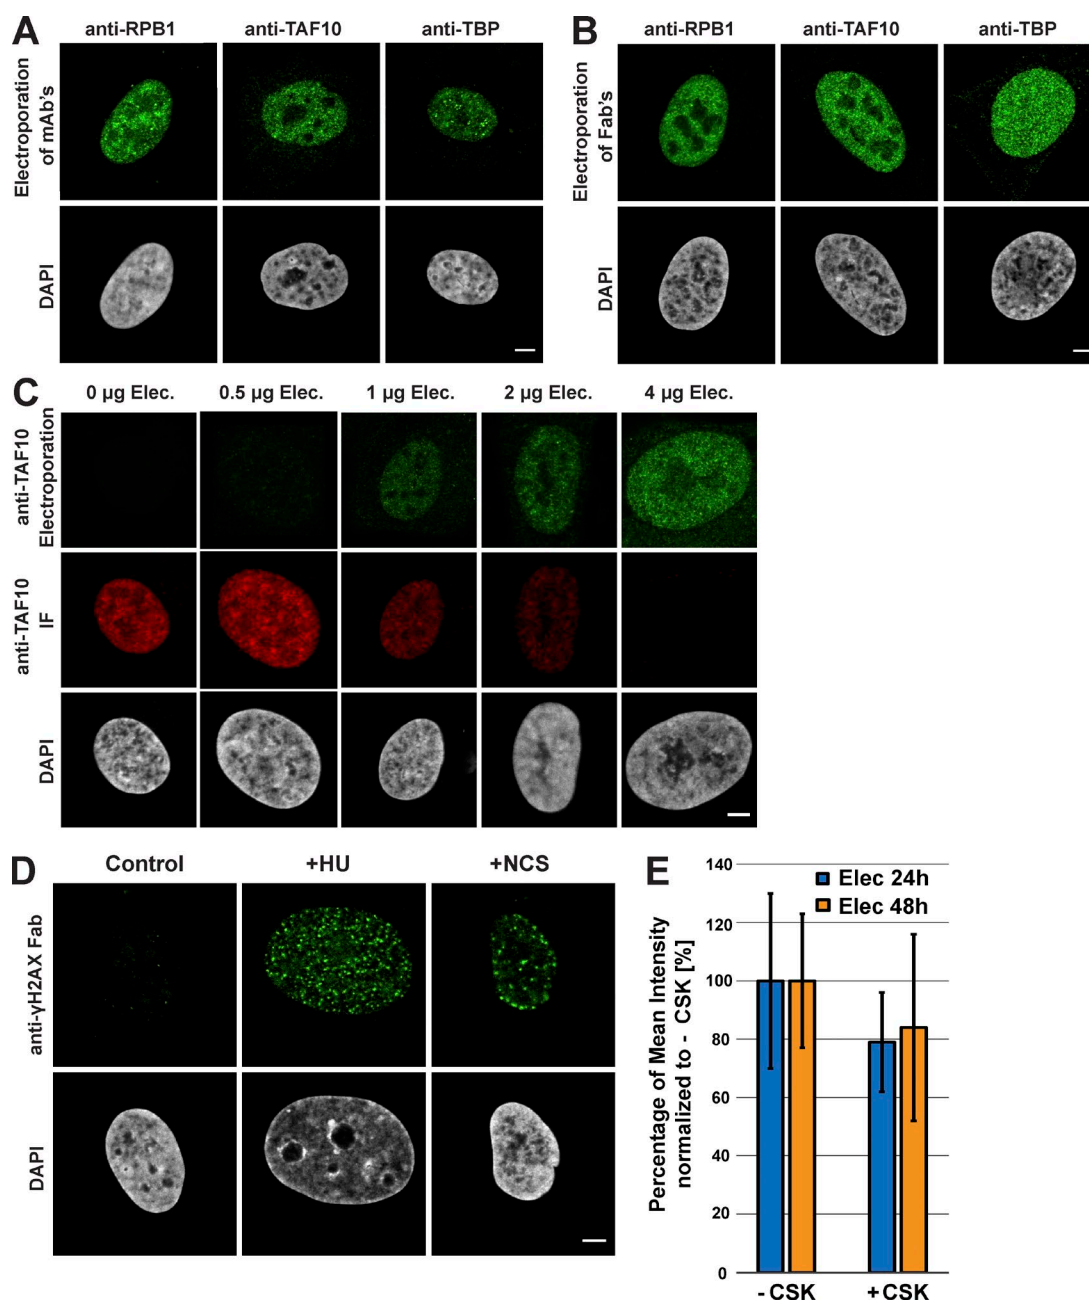 A
anti-RPB1 anti-TAF10 anti-TBP
Electroporation
of mAb's
DAPI
B
anti-RPB1 anti-TAF10 anti-TBP
Electroporation
of Fab's
DAPI
C
0 µg Elec. 0.5 µg Elec. 1 µg Elec. 2 µg Elec. 4 µg Elec.
anti-TAF10
Electroporation
anti-TAF10
IF
DAPI
D
Control +HU +NCS
anti-γH2AX Fab
DAPI
E
Percentage of Mean Intensity
normalized to - CSK [%]
140
120
100
80
60
40
20
0
Elec 24h
Elec 48h
- CSK + CSK